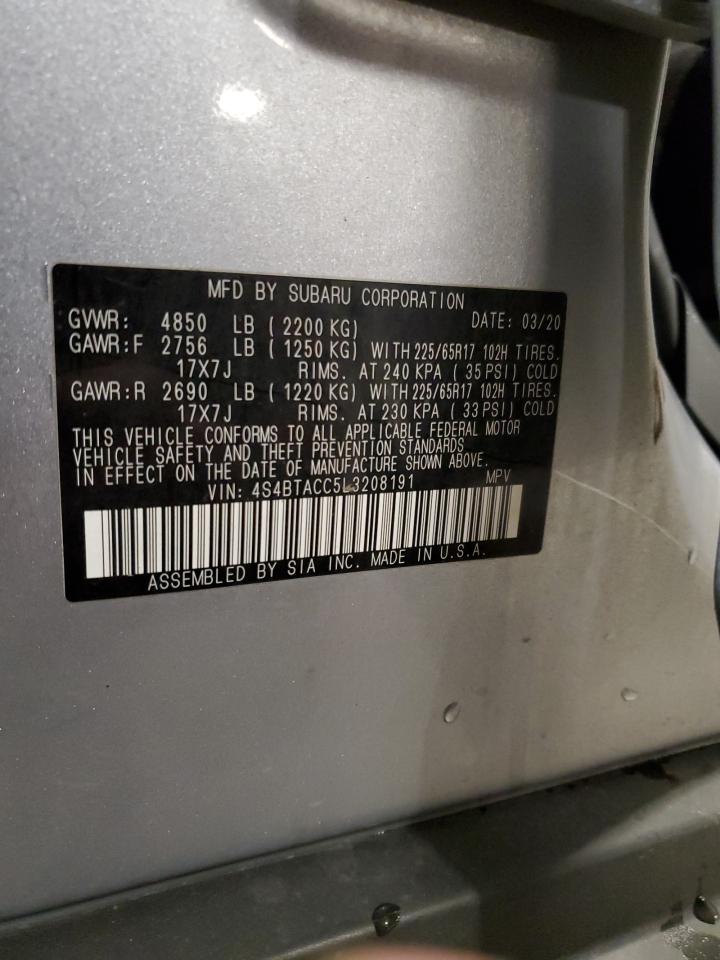 MFD BY SUBARU CORPORATION
GVWR: 4850 LB ( 2200 KG) DATE: 03/20
GAWR:F 2756 LB ( 1250 KG) WITH 225/65R17 102H TIRES.
17X7J RIMS. AT 240 KPA ( 35 PSI) COLD
GAWR:R 2690 LB ( 1220 KG) WITH 225/65R17 102H TIRES.
17X7J RIMS. AT 230 KPA ( 33 PSI) COLD
THIS VEHICLE CONFORMS TO ALL APPLICABLE FEDERAL MOTOR
VEHICLE SAFETY AND THEFT PREVENTION STANDARDS
IN EFFECT ON THE DATE OF MANUFACTURE SHOWN ABOVE.
VIN: 4S4BTACC5L3208191 MPV
ASSEMBLED BY SIA INC. MADE IN U.S.A.